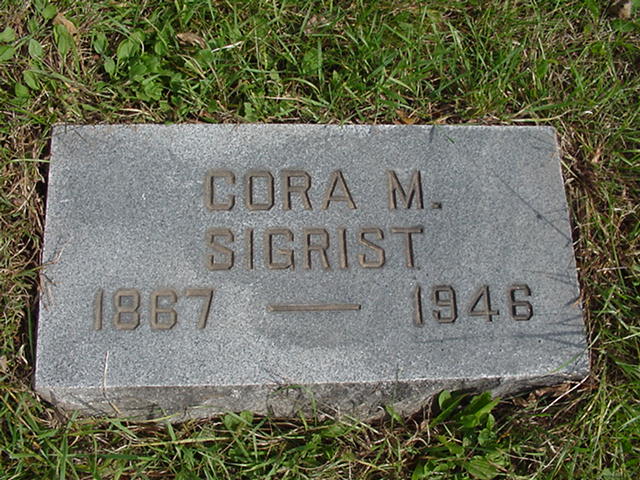 CORA M.
SIGRIST
1867 — 1946